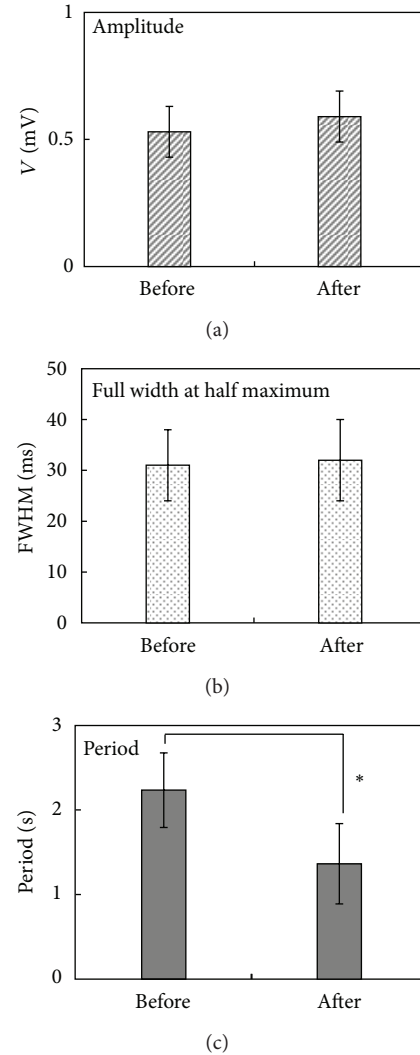 Amplitude
1
0.5
0
V (mV)
Before
After
(a)
Full width at half maximum
50
40
30
20
10
0
FWHM (ms)
Before
After
(b)
Period
3
2
1
0
Period (s)
*
Before
After
(c)